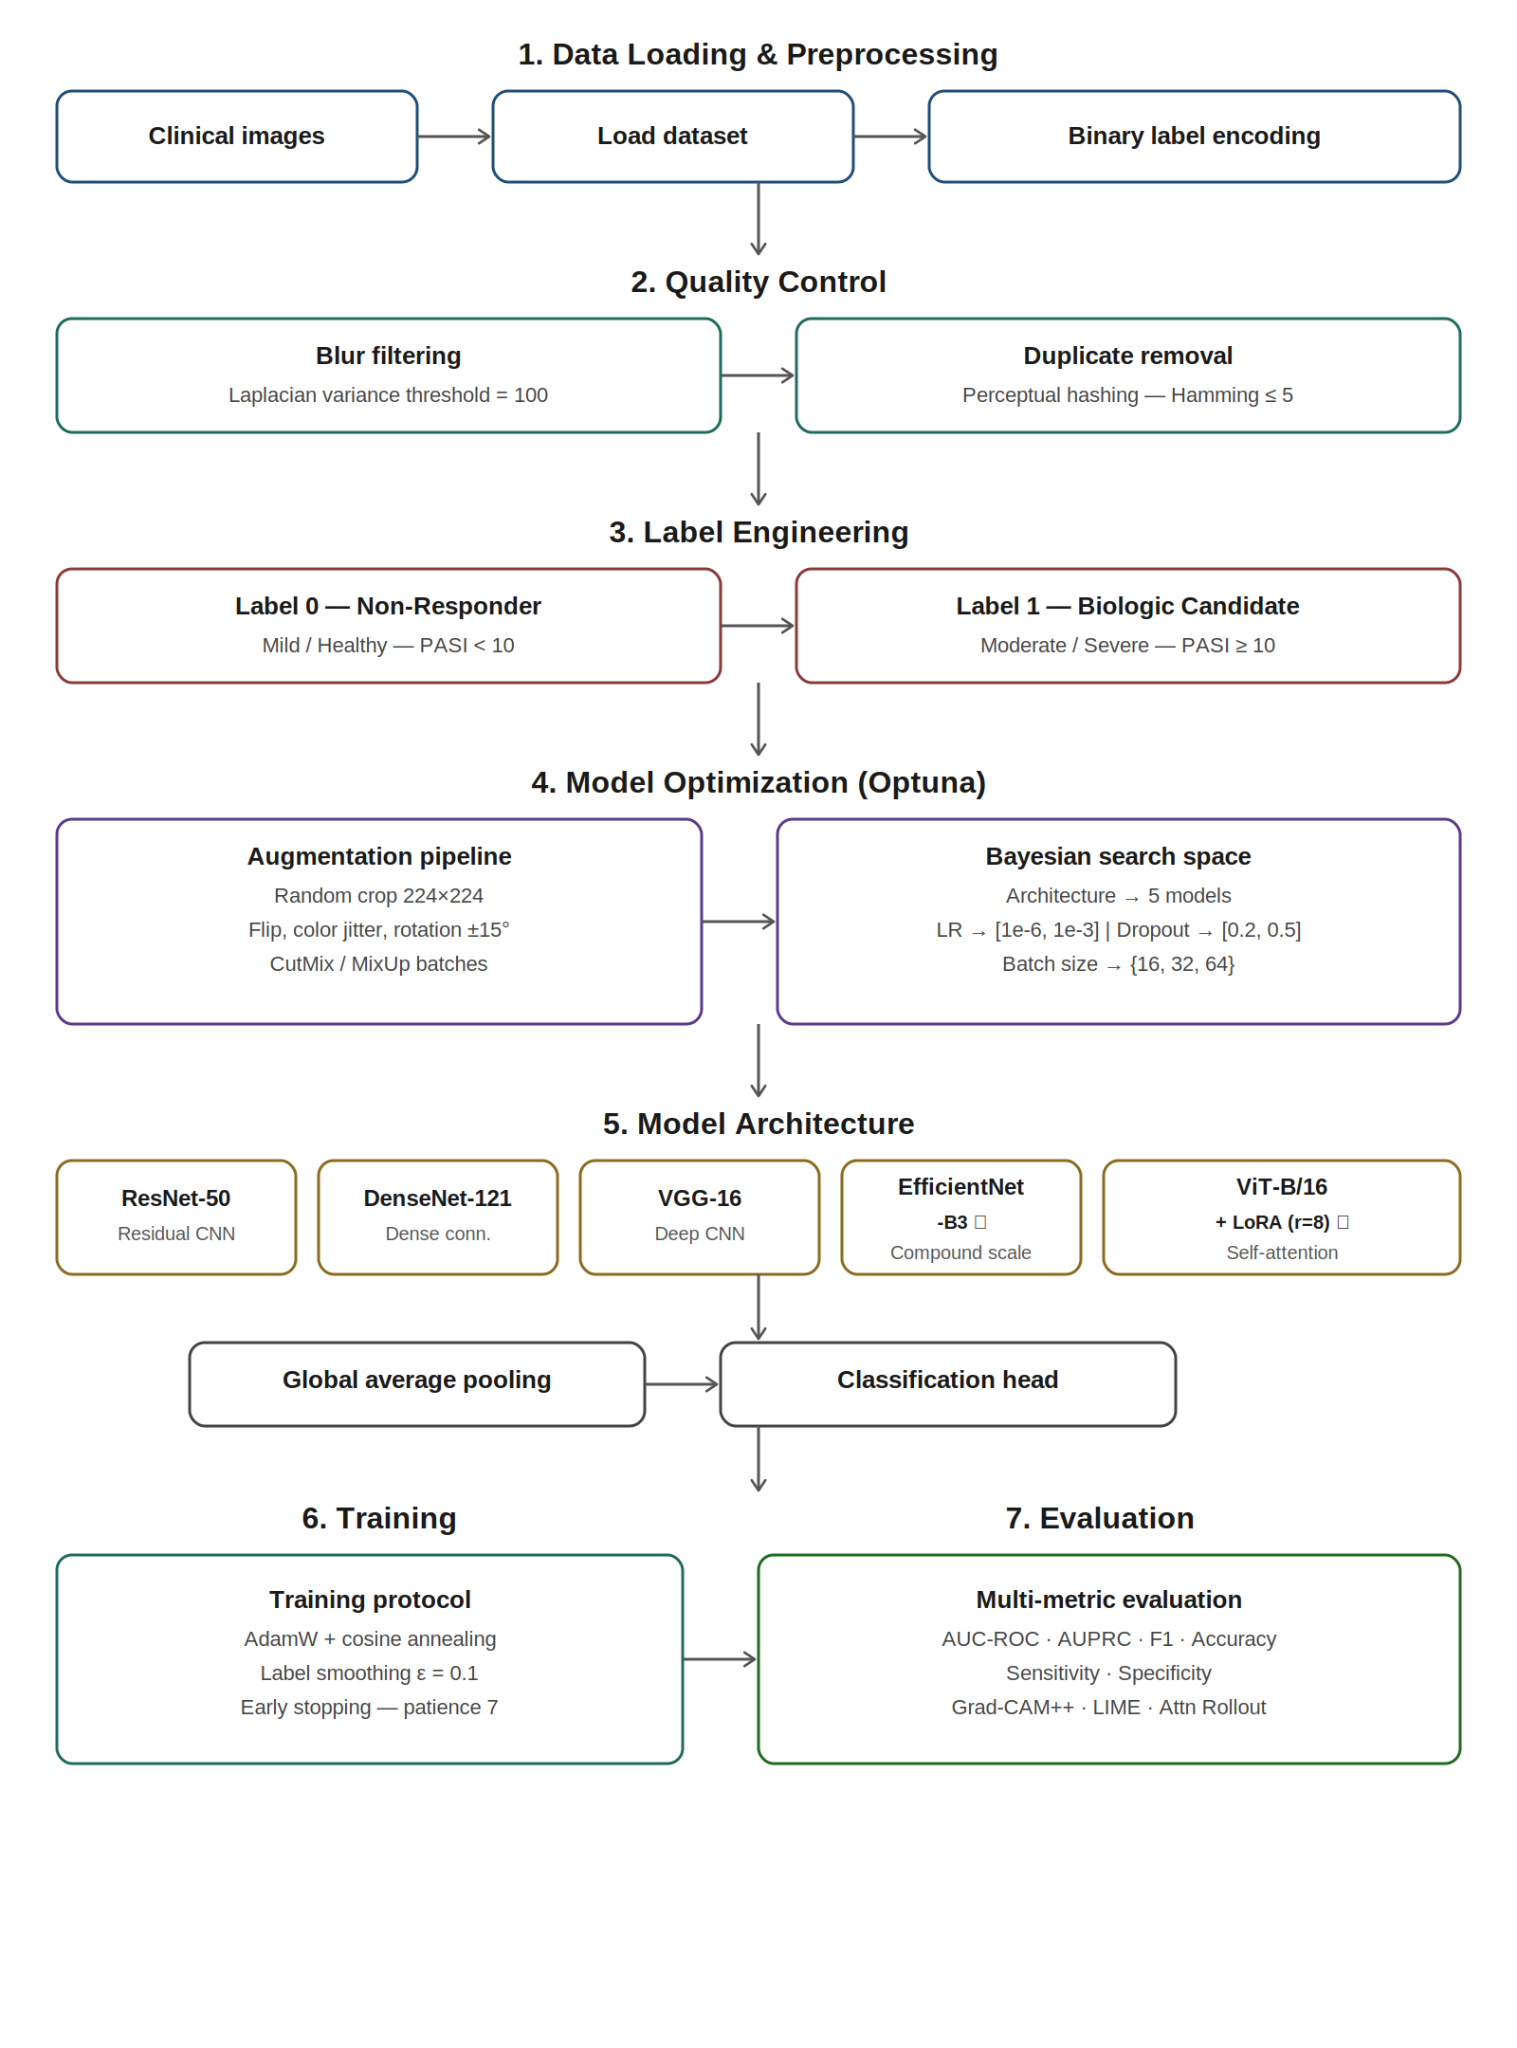 1. Data Loading & Preprocessing
Clinical images
Load dataset
Binary label encoding
2. Quality Control
Blur filtering
Laplacian variance threshold = 100
Duplicate removal
Perceptual hashing — Hamming ≤ 5
3. Label Engineering
Label 0 — Non-Responder
Mild / Healthy — PASI < 10
Label 1 — Biologic Candidate
Moderate / Severe — PASI ≥ 10
4. Model Optimization (Optuna)
Augmentation pipeline
Random crop 224×224
Flip, color jitter, rotation ±15°
CutMix / MixUp batches
Bayesian search space
Architecture → 5 models
LR → [1e-6, 1e-3] | Dropout → [0.2, 0.5]
Batch size → {16, 32, 64}
5. Model Architecture
ResNet-50
Residual CNN
DenseNet-121
Dense conn.
VGG-16
Deep CNN
EfficientNet
-B3 
Compound scale
ViT-B/16
+ LoRA (r=8)
Self-attention
Global average pooling
Classification head
6. Training
Training protocol
AdamW + cosine annealing
Label smoothing ε = 0.1
Early stopping — patience 7
7. Evaluation
Multi-metric evaluation
AUC-ROC · AUPRC · F1 · Accuracy
Sensitivity · Specificity
Grad-CAM++ · LIME · Attn Rollout